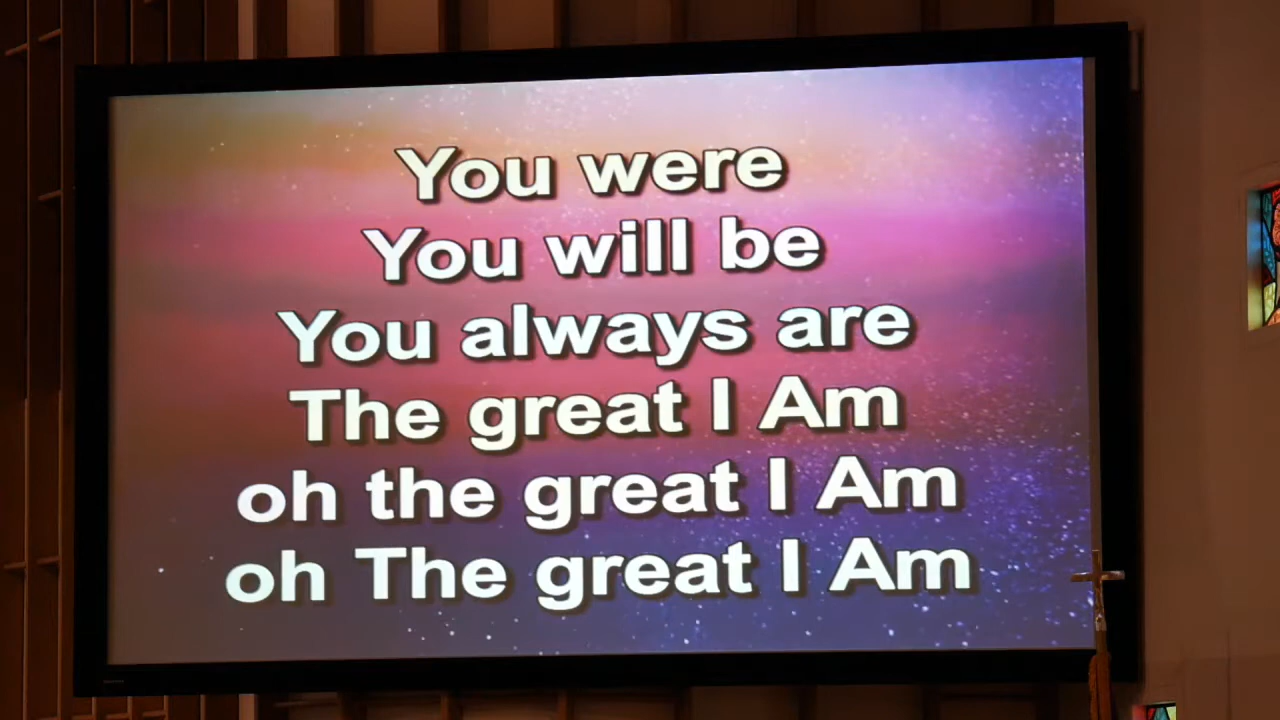 You were
You will be
You always are
The great I Am
oh the great I Am
oh The great I Am